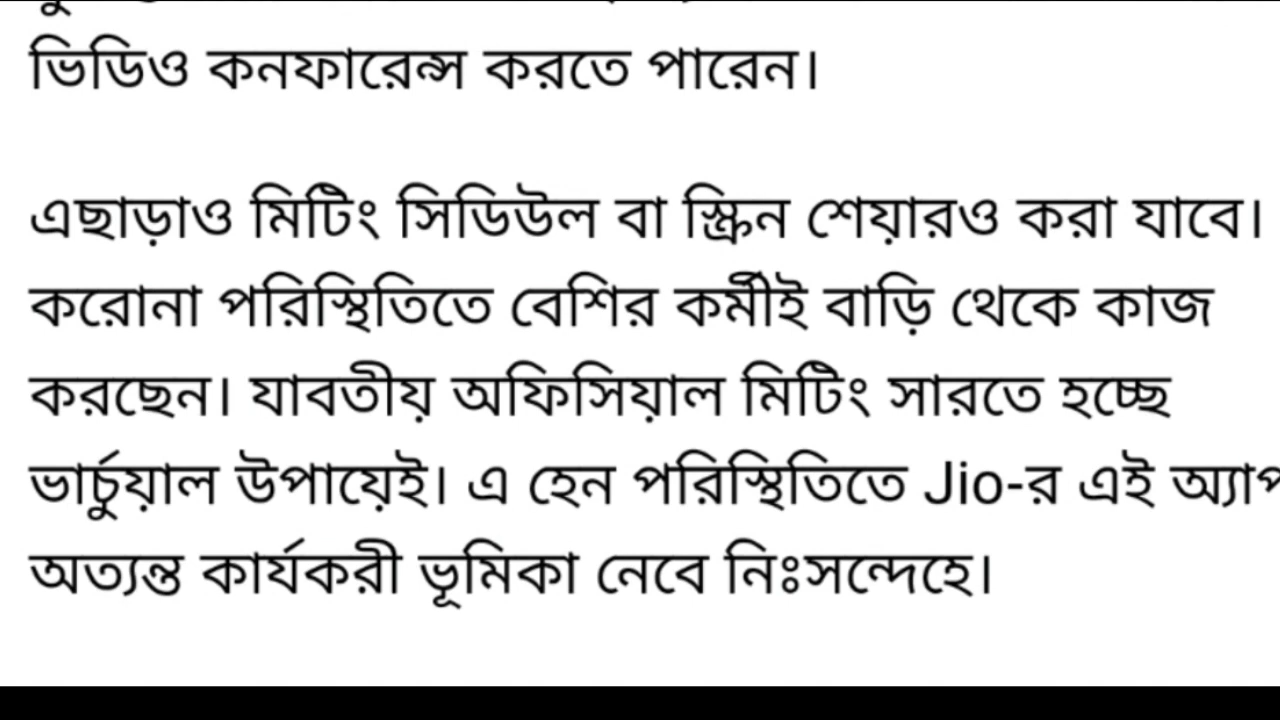 ভিডিও কনফারেন্স করতে পারেন।
এছাড়াও মিটিং সিডিউল বা স্ক্রিন শেয়ারও করা যাবে।
করোনা পরিস্থিতিতে বেশির কর্মীই বাড়ি থেকে কাজ
করছেন। যাবতীয় অফিসিয়াল মিটিং সারতে হচ্ছে
ভার্চুয়াল উপায়েই। এ হেন পরিস্থিতিতে Jio-র এই অ্যাপ
অত্যন্ত কার্যকরী ভূমিকা নেবে নিঃসন্দেহে।